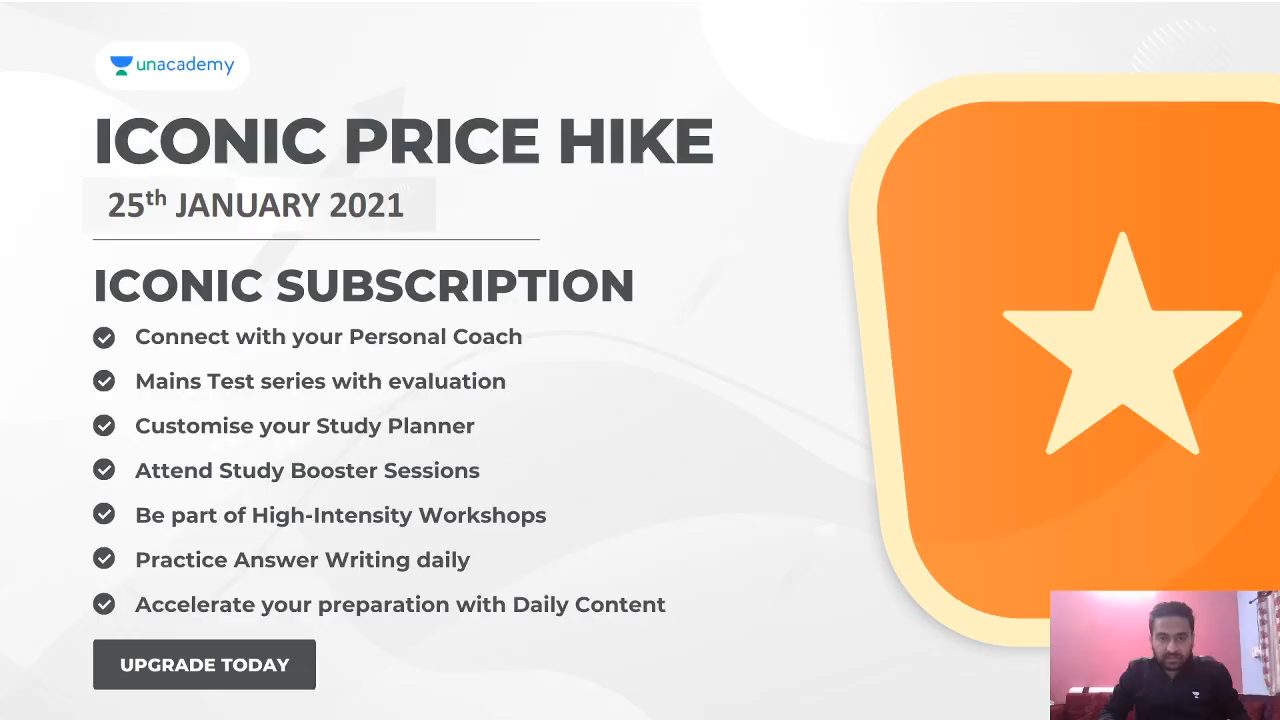 unacademy
ICONIC PRICE HIKE
25th JANUARY 2021
ICONIC SUBSCRIPTION
Connect with your Personal Coach
Mains Test series with evaluation
Customise your Study Planner
Attend Study Booster Sessions
Be part of High-Intensity Workshops
Practice Answer Writing daily
Accelerate your preparation with Daily Content
UPGRADE TODAY